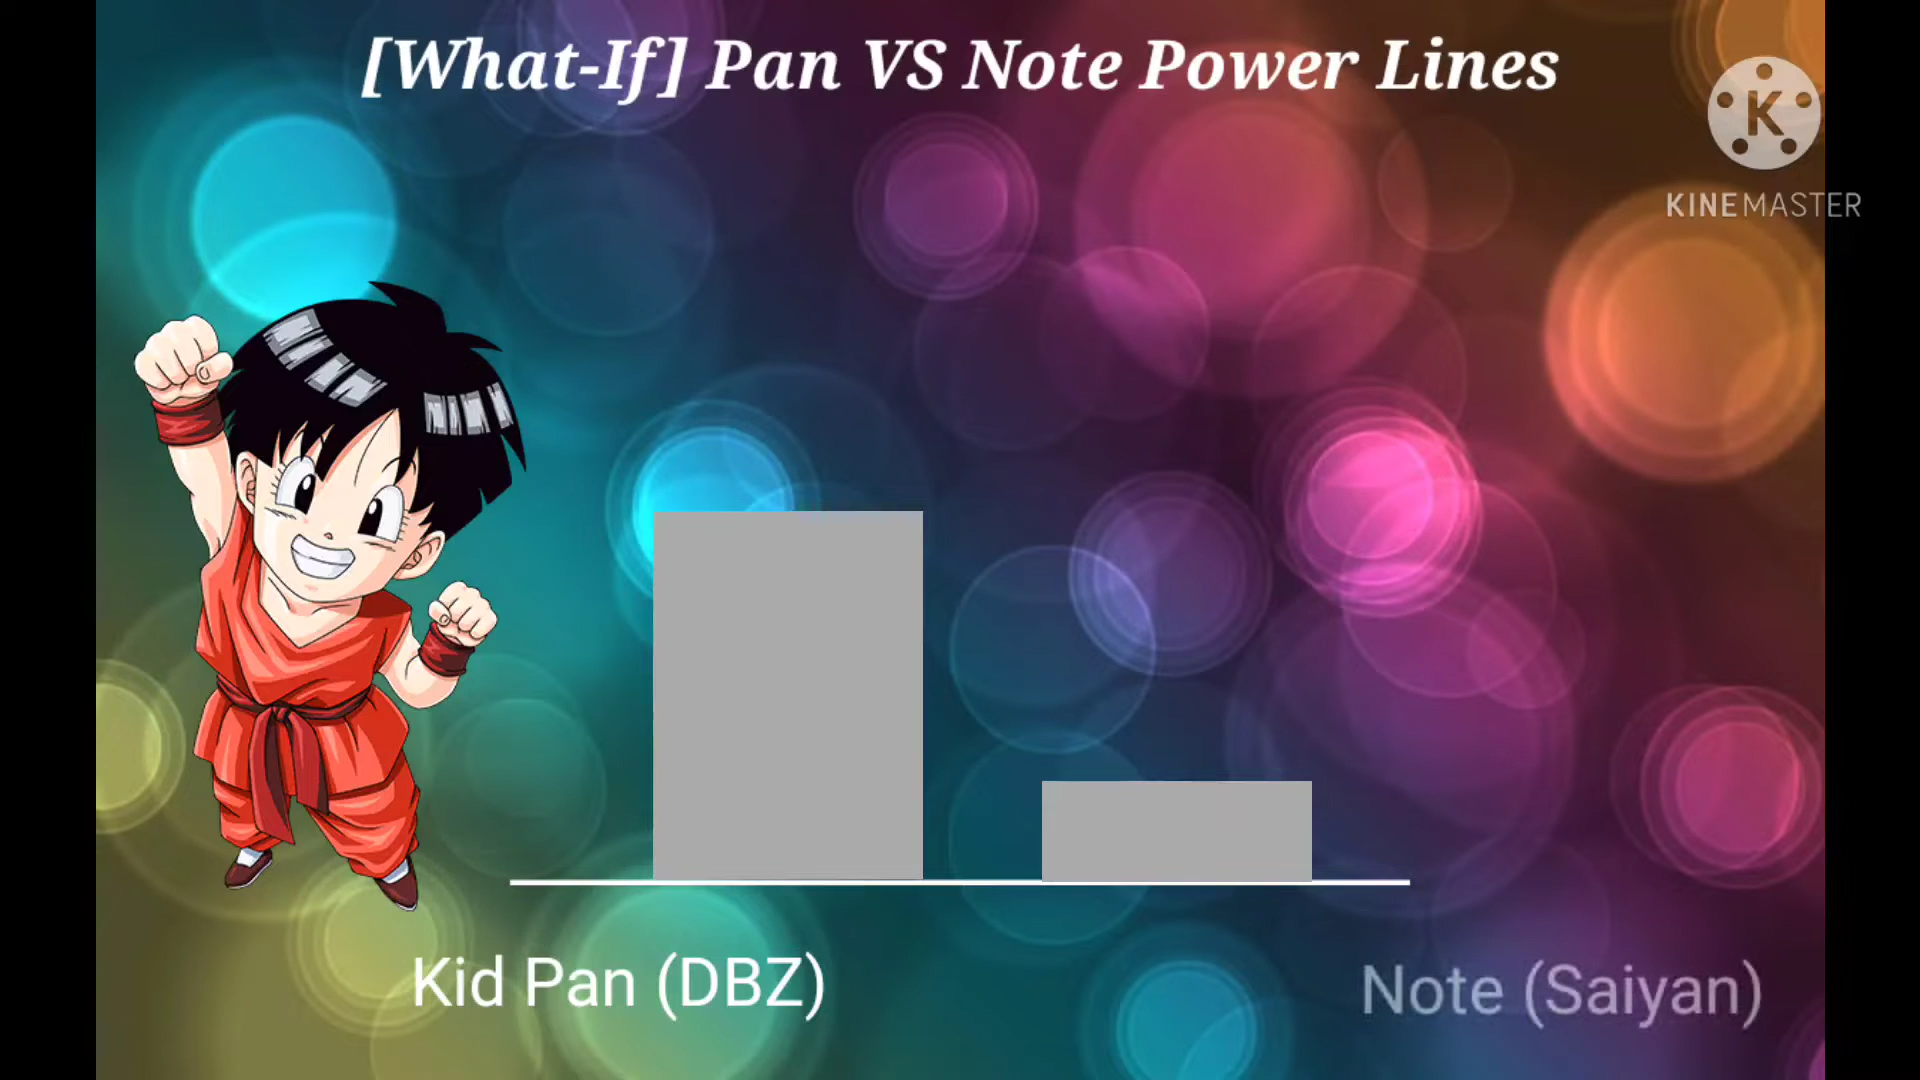 [What-If] Pan VS Note Power Lines
K
KINEMASTER
Kid Pan (DBZ)
Note (Saiyan)